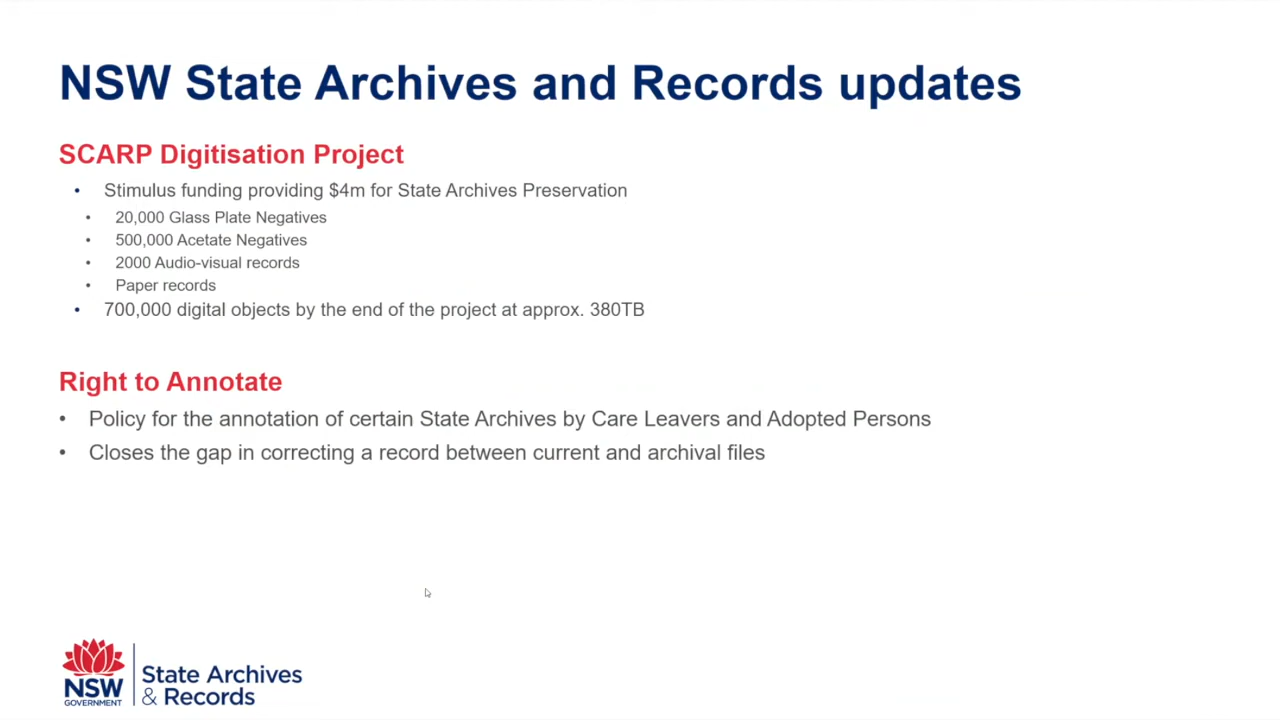 NSW State Archives and Records updates
SCARP Digitisation Project
• Stimulus funding providing $4m for State Archives Preservation
• 20,000 Glass Plate Negatives
• 500,000 Acetate Negatives
• 2000 Audio-visual records
• Paper records
• 700,000 digital objects by the end of the project at approx. 380TB
Right to Annotate
• Policy for the annotation of certain State Archives by Care Leavers and Adopted Persons
• Closes the gap in correcting a record between current and archival files
NSW
GOVERNMENT
State Archives
& Records